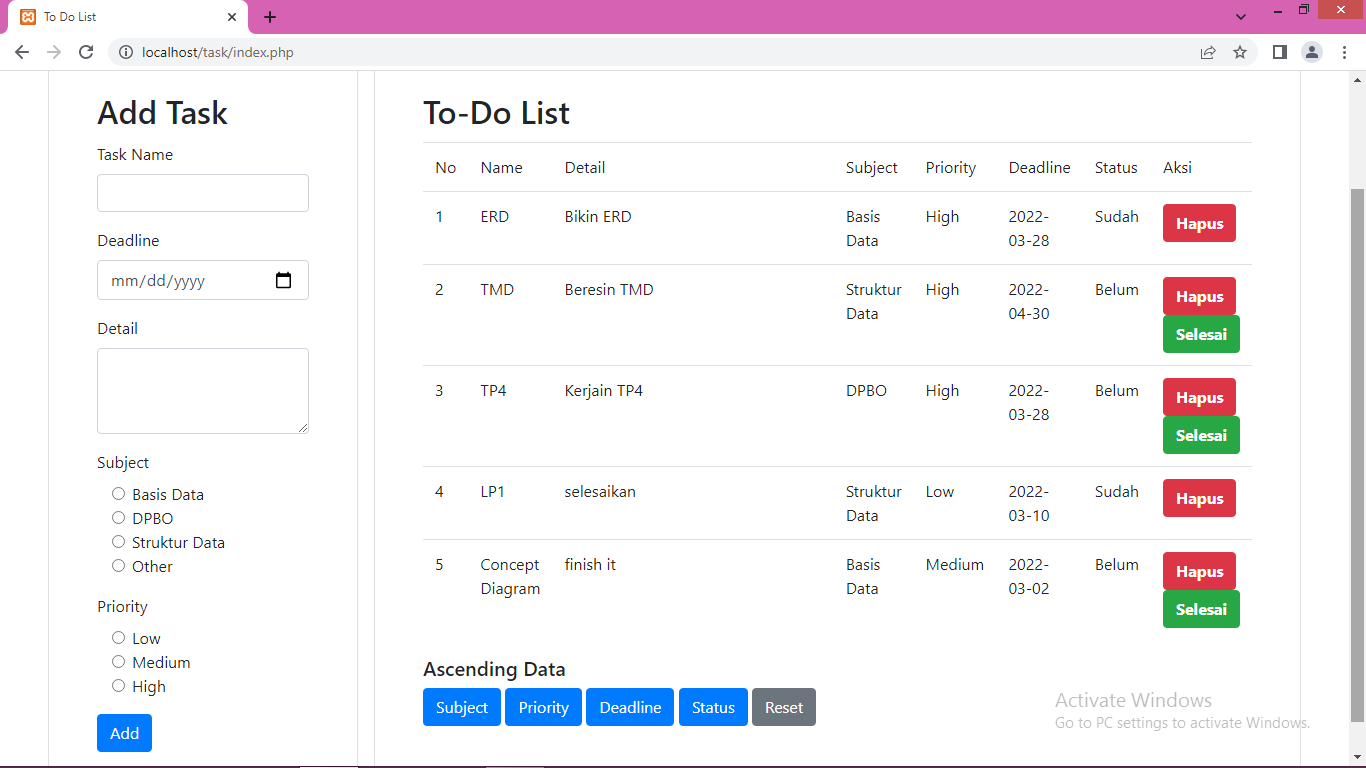 To Do List
localhost/task/index.php
Add Task
Task Name
Deadline
mm/dd/yyyy
Detail
Subject
Basis Data
DPBO
Struktur Data
Other
Priority
Low
Medium
High
Add
To-Do List
No Name Detail Subject Priority Deadline Status Aksi
1 ERD Bikin ERD Basis High 2022- Sudah Hapus
Data 03-28
2 TMD Beresin TMD Struktur High 2022- Belum Hapus
Data 04-30 Selesai
3 TP4 Kerjain TP4 DPBO High 2022- Belum Hapus
03-28 Selesai
4 LP1 selesaikan Struktur Low 2022- Sudah Hapus
Data 03-10
5 Concept finish it Basis Medium 2022- Belum Hapus
Diagram Data 03-02 Selesai
Ascending Data
Subject Priority Deadline Status Reset
Activate Windows
Go to PC settings to activate Windows.